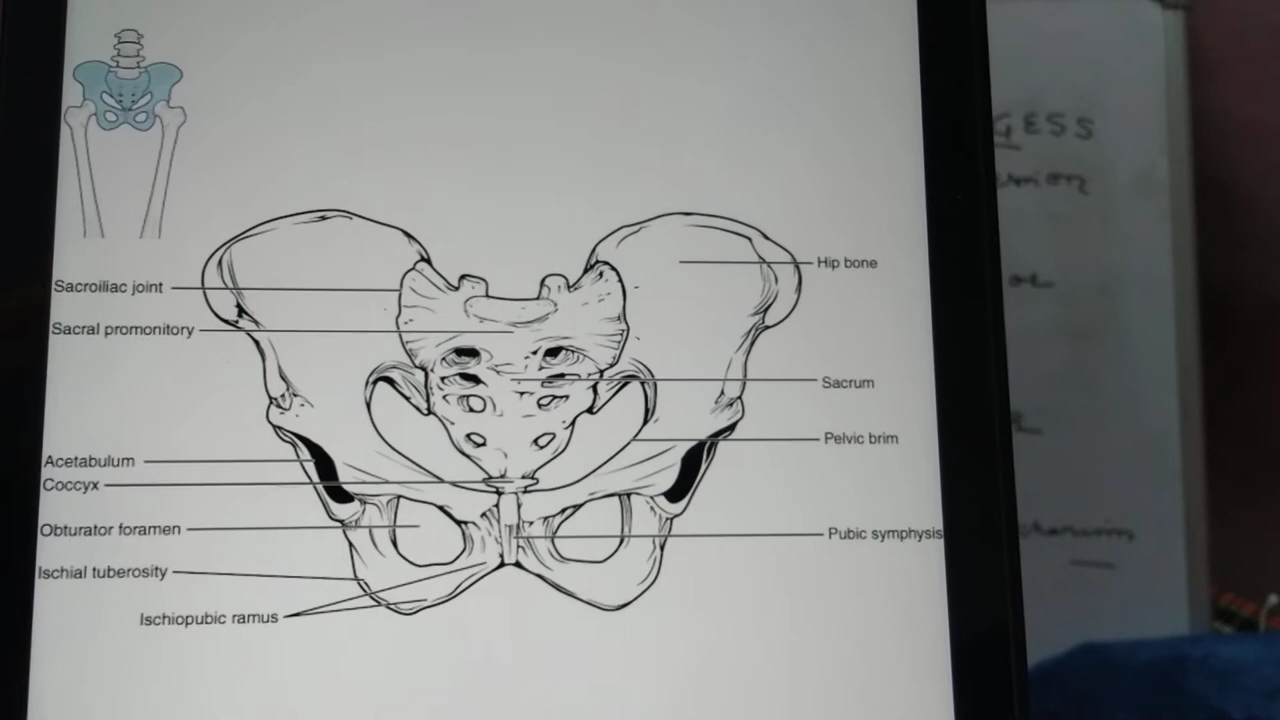 Sacroiliac joint
Sacral promonitory
Acetabulum
Coccyx
Obturator foramen
Ischial tuberosity
Ischiopubic ramus
Hip bone
Sacrum
Pelvic brim
Pubic symphysis
GESS